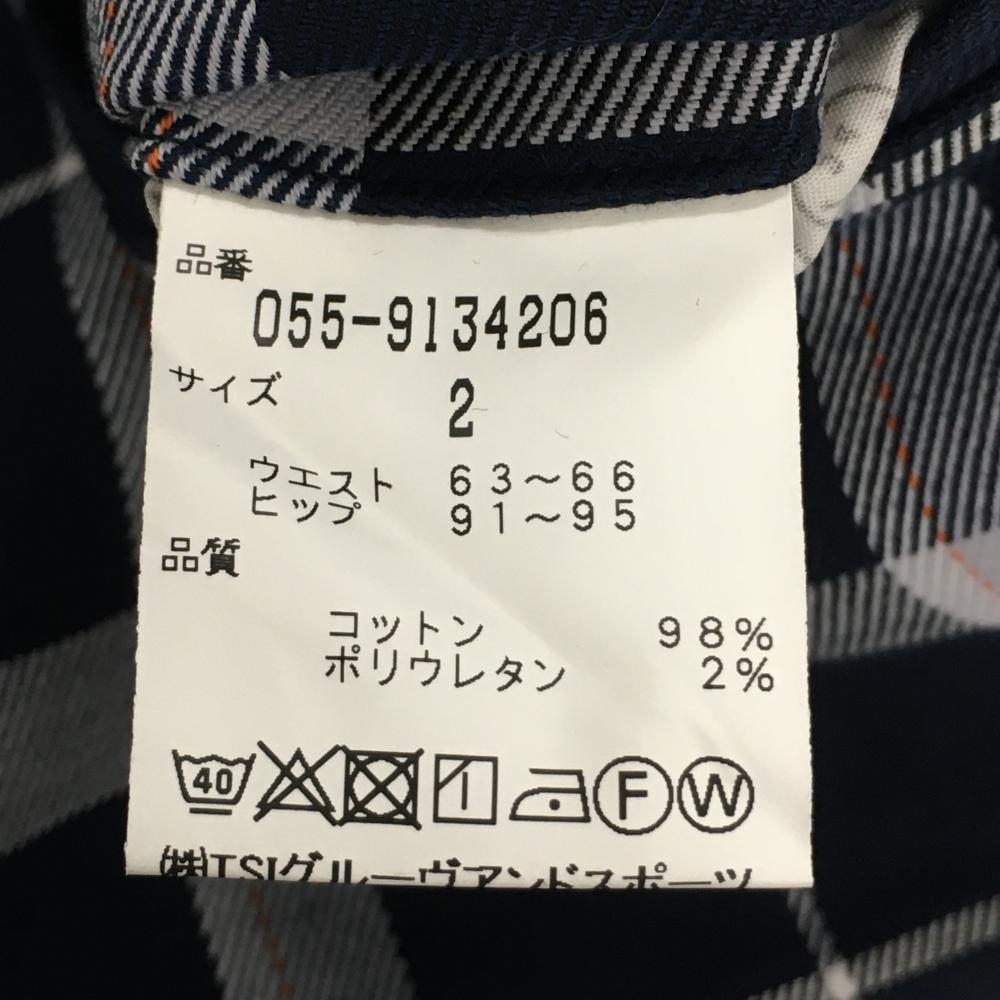 品番
055-9134206
サイズ 2
ウエスト 63～66
ヒップ 91～95
品質
コットン 98%
ポリウレタン 2%
40 F W
㈱TSIグルーヴアンドスポーツ